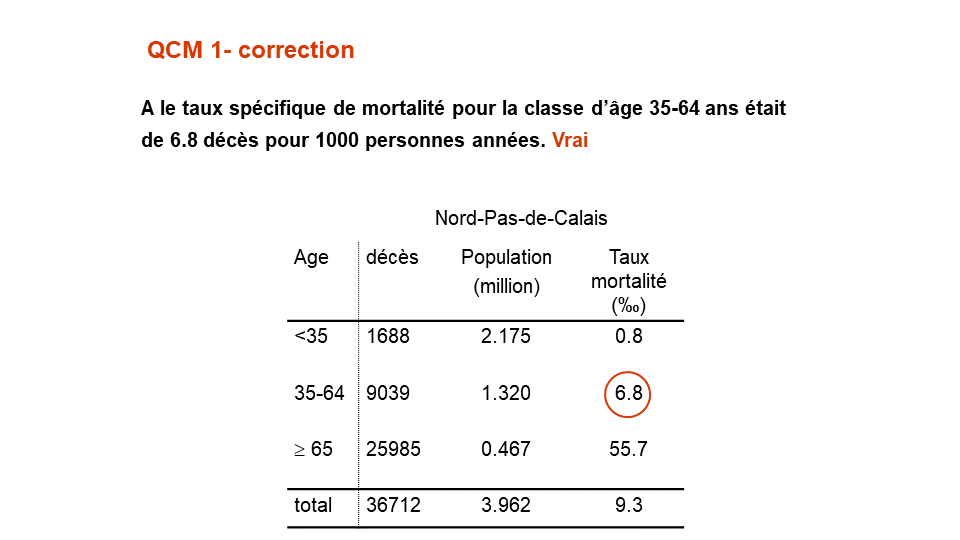 QCM 1- correction
A le taux spécifique de mortalité pour la classe d’âge 35-64 ans était
de 6.8 décès pour 1000 personnes années. Vrai
Nord-Pas-de-Calais
Age décès Population Taux
(million) mortalité
(‰)
<35 1688 2.175 0.8
35-64 9039 1.320 6.8
≥ 65 25985 0.467 55.7
total 36712 3.962 9.3